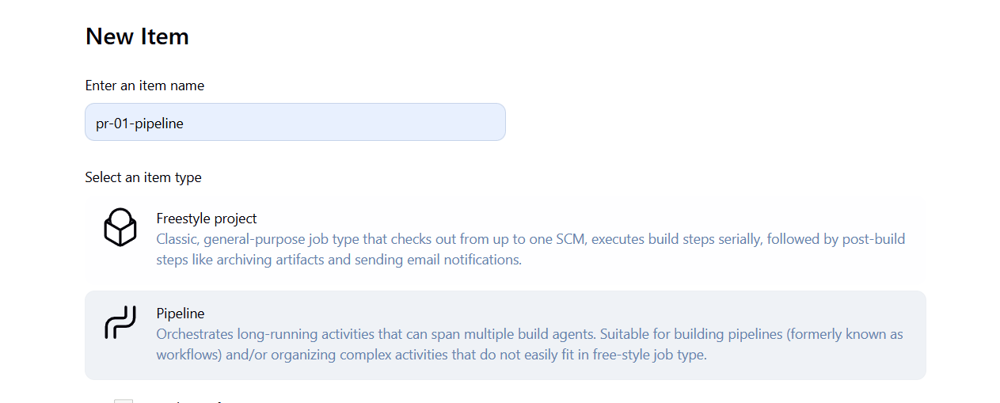 New Item
Enter an item name
pr-01-pipeline
Select an item type
Freestyle project
Classic, general-purpose job type that checks out from up to one SCM, executes build steps serially, followed by post-build
steps like archiving artifacts and sending email notifications.
Pipeline
Orchestrates long-running activities that can span multiple build agents. Suitable for building pipelines (formerly known as
workflows) and/or organizing complex activities that do not easily fit in free-style job type.